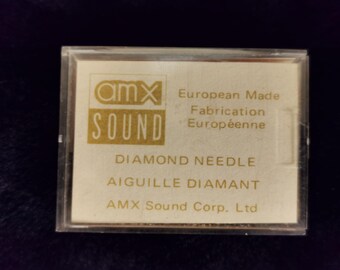 amx
SOUND
European Made
Fabrication
Européenne
DIAMOND NEEDLE
AIGUILLE DIAMANT
AMX Sound Corp. Ltd